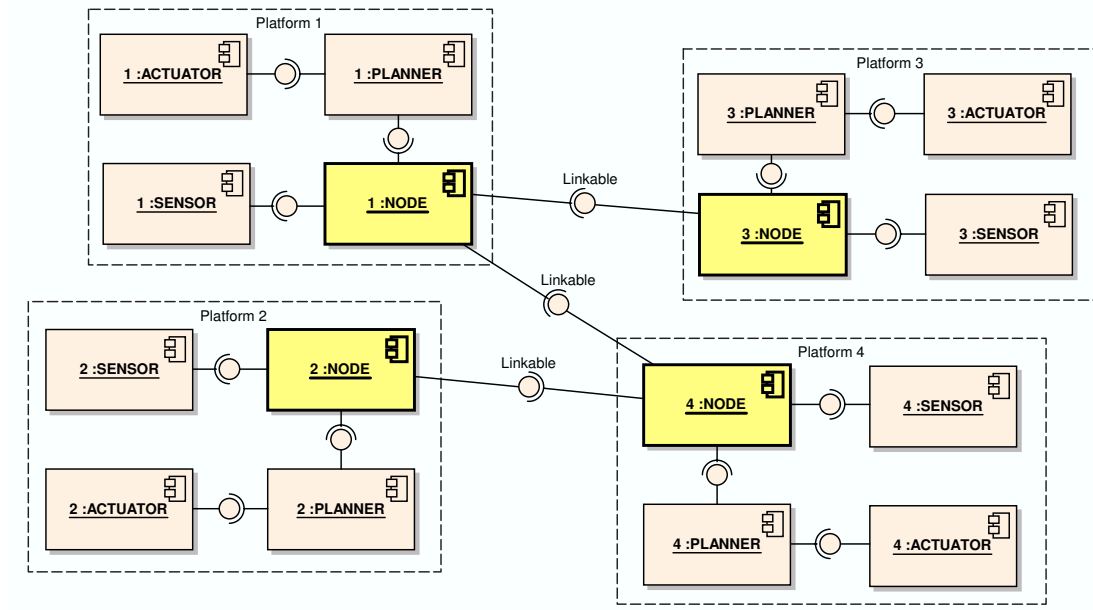 Platform 1
1 :ACTUATOR
1 :PLANNER
1 :SENSOR
1 :NODE
Linkable
Platform 3
3 :PLANNER
3 :ACTUATOR
3 :NODE
3 :SENSOR
Linkable
Platform 2
2 :SENSOR
2 :NODE
2 :ACTUATOR
2 :PLANNER
Linkable
Platform 4
4 :NODE
4 :SENSOR
4 :PLANNER
4 :ACTUATOR